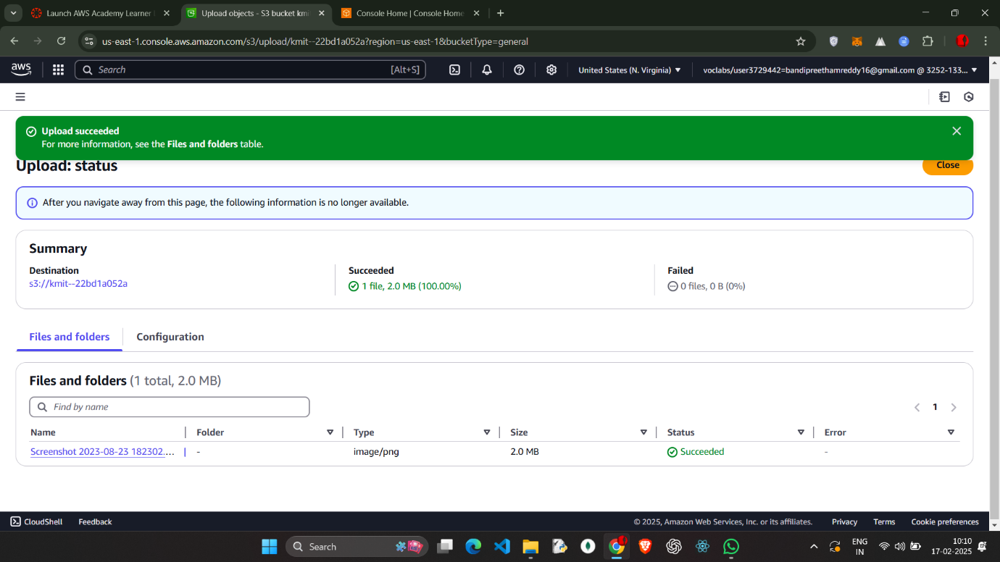 Launch AWS Academy Learner
Upload objects - S3 bucket kmi
Console Home | Console Home
us-east-1.console.aws.amazon.com/s3/upload/kmit--22bd1a052a?region=us-east-1&bucketType=general
aws
Search [Alt+S]
United States (N. Virginia)
voclabs/user3729442=bandipreethamreddy16@gmail.com @ 3252-133...
Upload succeeded
For more information, see the Files and folders table.
Upload: status
Close
After you navigate away from this page, the following information is no longer available.
Summary
Destination Succeeded Failed
s3://kmit--22bd1a052a 1 file, 2.0 MB (100.00%) 0 files, 0 B (0%)
Files and folders Configuration
Files and folders (1 total, 2.0 MB)
Find by name
1
Name Folder Type Size Status Error
Screenshot 2023-08-23 182302.... - image/png 2.0 MB Succeeded -
CloudShell Feedback © 2025, Amazon Web Services, Inc. or its affiliates. Privacy Terms Cookie preferences
Search
ENG
IN
10:10
17-02-2025